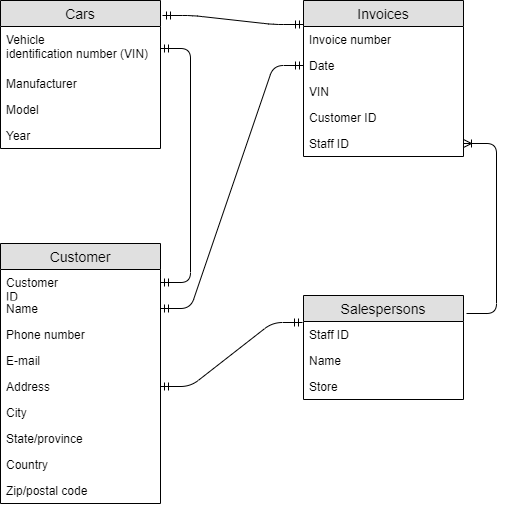 Cars
Vehicle
identification number (VIN)
Manufacturer
Model
Year
Invoices
Invoice number
Date
VIN
Customer ID
Staff ID
Customer
Customer
ID
Name
Phone number
E-mail
Address
City
State/province
Country
Zip/postal code
Salespersons
Staff ID
Name
Store